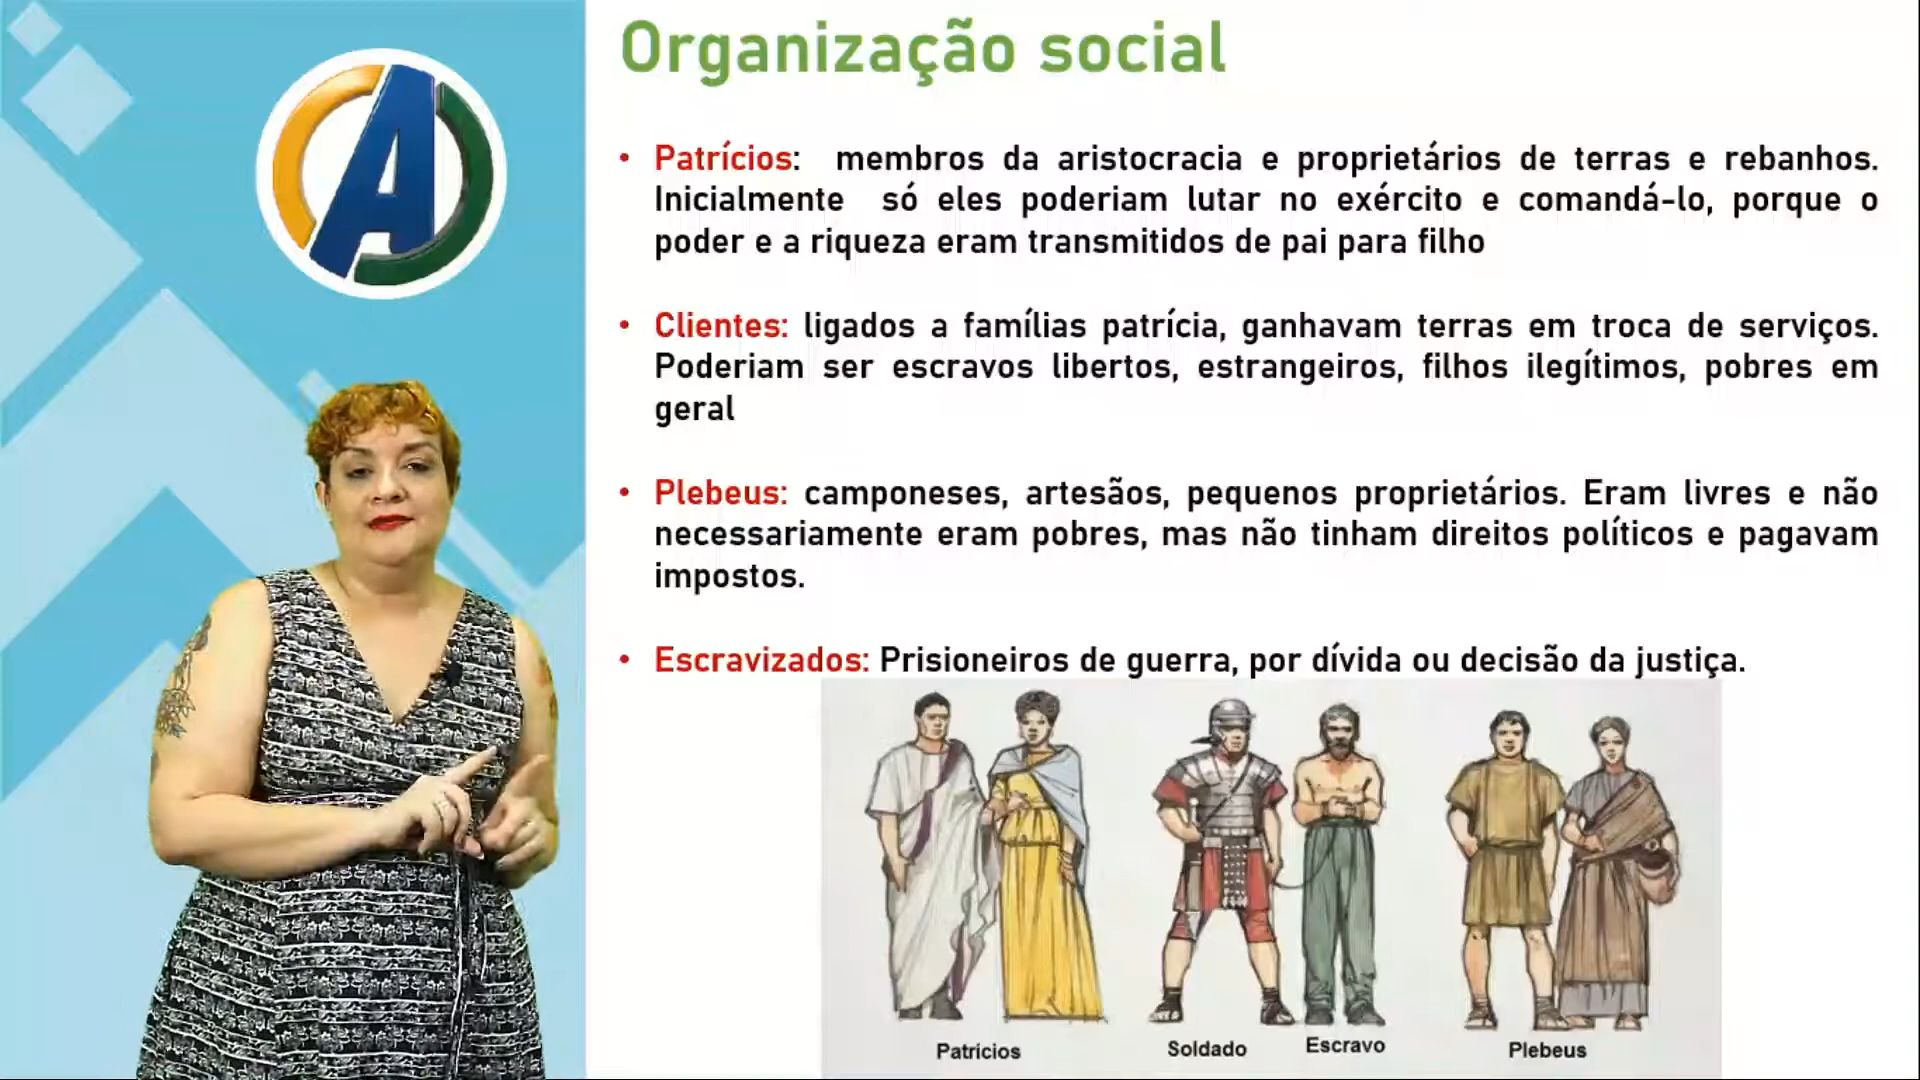 Organização social
• Patrícios: membros da aristocracia e proprietários de terras e rebanhos.
Inicialmente só eles poderiam lutar no exército e comandá-lo, porque o
poder e a riqueza eram transmitidos de pai para filho
• Clientes: ligados a famílias patrícia, ganhavam terras em troca de serviços.
Poderiam ser escravos libertos, estrangeiros, filhos ilegítimos, pobres em
geral
• Plebeus: camponeses, artesãos, pequenos proprietários. Eram livres e não
necessariamente eram pobres, mas não tinham direitos políticos e pagavam
impostos.
• Escravizados: Prisioneiros de guerra, por dívida ou decisão da justiça.
Patrícios Soldado Escravo Plebeus
A